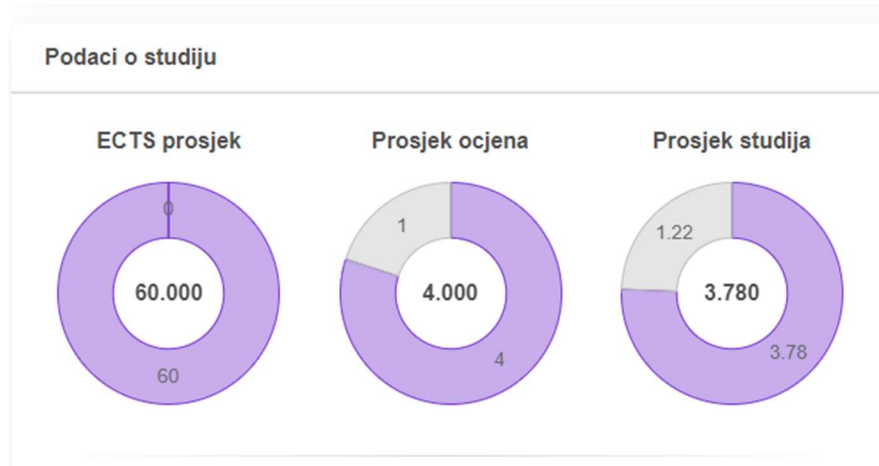 Podaci o studiju
ECTS prosjek
Prosjek ocjena
Prosjek studija
0
60.000
60
1
4.000
4
1.22
3.780
3.78